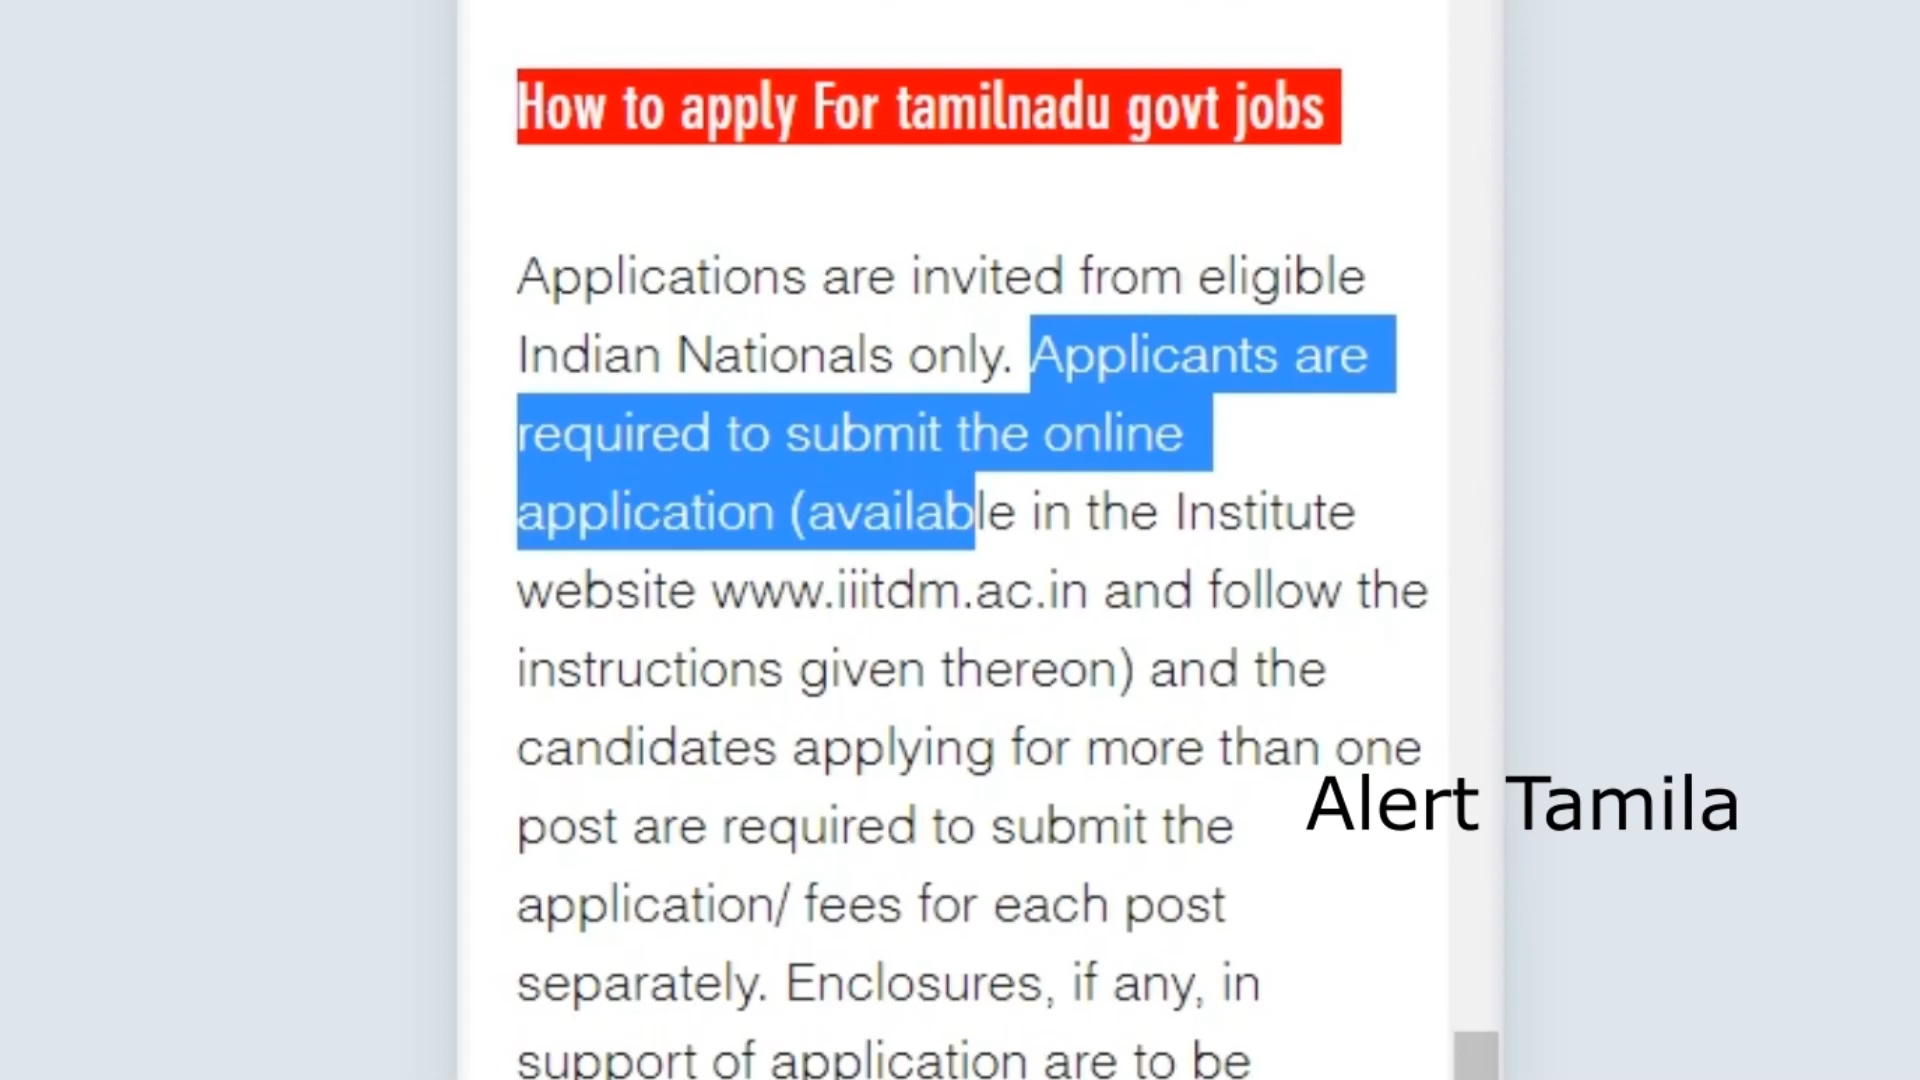 How to apply For tamilnadu govt jobs
Applications are invited from eligible
Indian Nationals only. Applicants are
required to submit the online
application (available in the Institute
website www.iiitdm.ac.in and follow the
instructions given thereon) and the
candidates applying for more than one
post are required to submit the
application/ fees for each post
separately. Enclosures, if any, in
support of application are to be
Alert Tamila